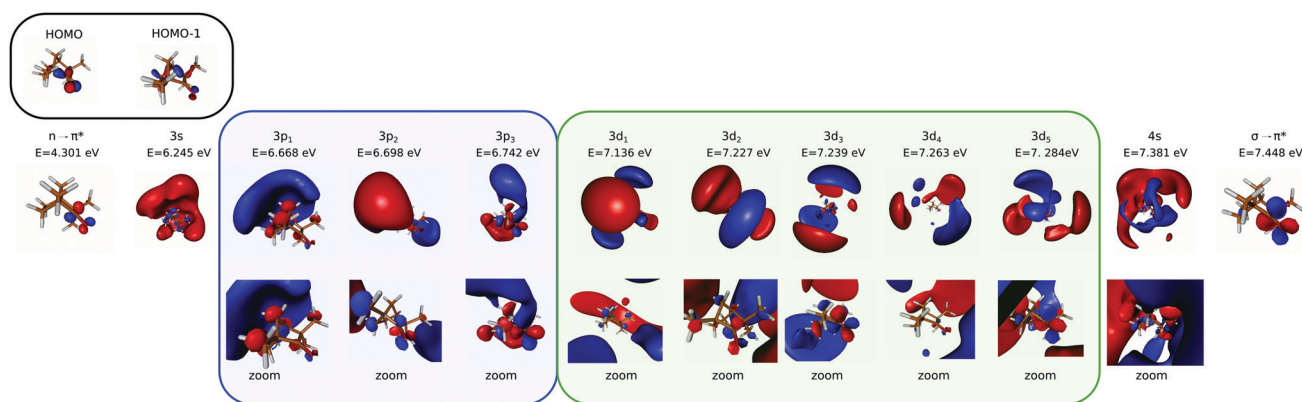 HOMO HOMO-1
n→π* 3s 3p₁ 3p₂ 3p₃ 3d₁ 3d₂ 3d₃ 3d₄ 3d₅ 4s σ→π*
E=4.301 eV E=6.245 eV E=6.668 eV E=6.698 eV E=6.742 eV E=7.136 eV E=7.227 eV E=7.239 eV E=7.263 eV E=7. 284eV E=7.381 eV E=7.448 eV
zoom zoom zoom zoom zoom zoom zoom zoom zoom